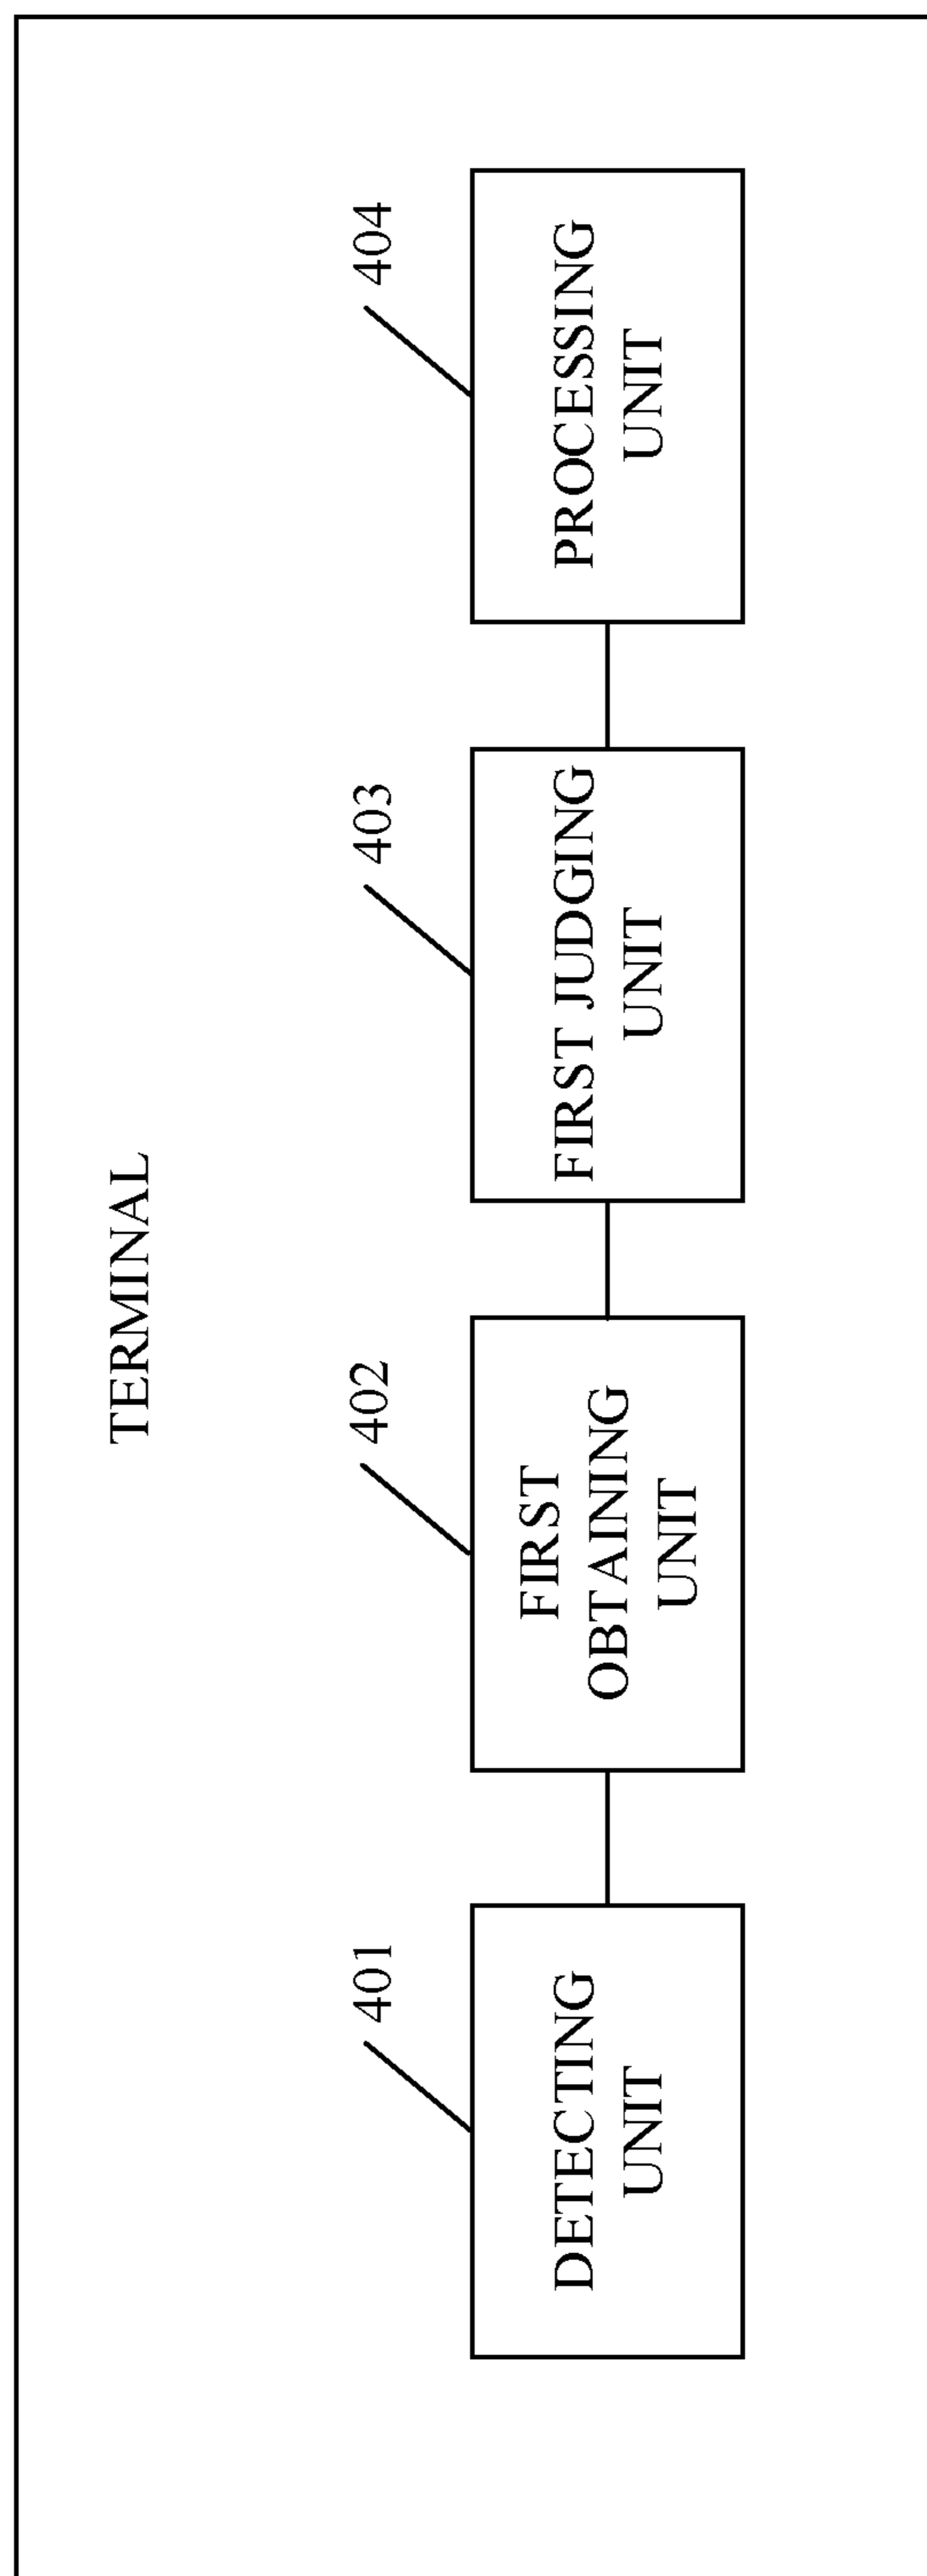 TERMINAL
401
402
403
404
DETECTING
UNIT
FIRST
OBTAINING
UNIT
FIRST JUDGING
UNIT
PROCESSING
UNIT